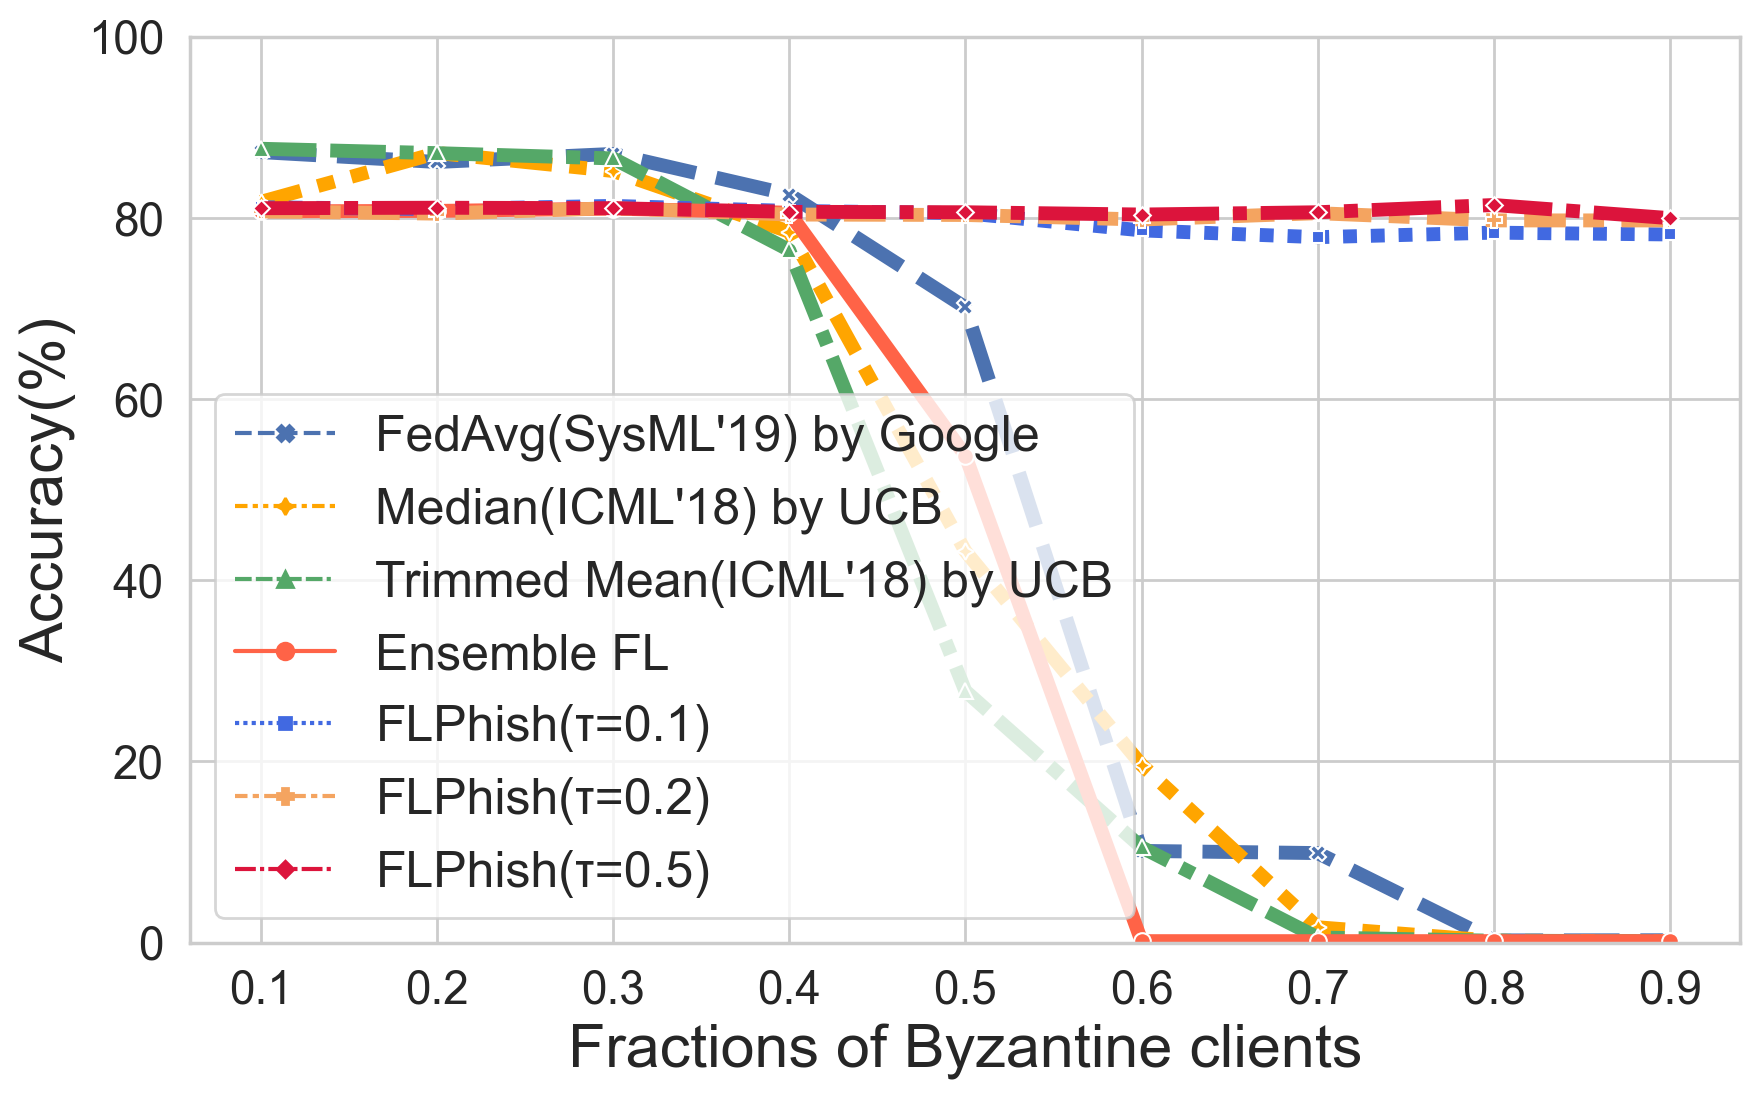 Accuracy(%)
100
80
60
40
20
0
FedAvg(SysML'19) by Google
Median(ICML'18) by UCB
Trimmed Mean(ICML'18) by UCB
Ensemble FL
FLPhish(τ=0.1)
FLPhish(τ=0.2)
FLPhish(τ=0.5)
0.1 0.2 0.3 0.4 0.5 0.6 0.7 0.8 0.9
Fractions of Byzantine clients